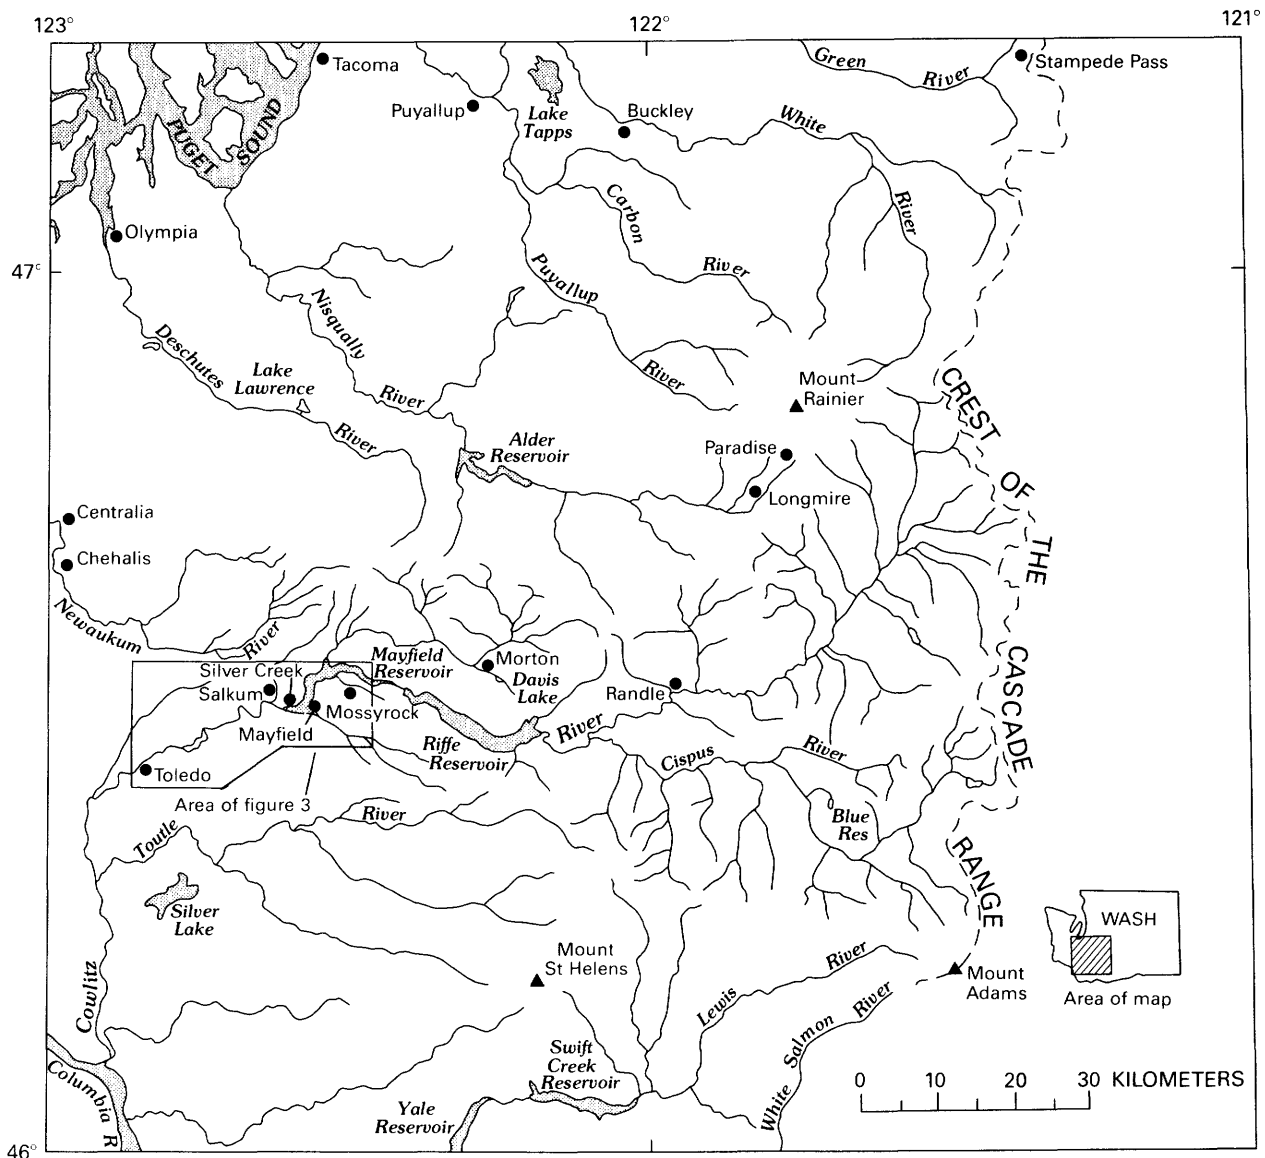 123°
122°
121°
Tacoma
Green
River
Stampede Pass
Puyallup
Lake
Tapps
Buckley
White
River
PUGET
SOUND
Carbon
River
Olympia
47°
Puyallup
River
Nisqually
River
Deschutes
River
Lake
Lawrence
Mount
Rainier
CREST
OF
THE
CASCADE
RANGE
Alder
Reservoir
Paradise
Longmire
Centralia
Chehalis
Newaukum
River
Silver Creek
Salkum
Mayfield
Reservoir
Morton
Davis
Lake
Randle
Mossyrock
Mayfield
Riffe
Reservoir
River
Cispus
River
Toledo
Area of figure 3
Toutle
River
Blue
Res
Silver
Lake
Mount
St Helens
WASH
Area of map
Mount
Adams
Lewis
River
White
Salmon
River
Cowlitz
Columbia R
Swift
Creek
Reservoir
Yale
Reservoir
0 10 20 30 KILOMETERS
46°